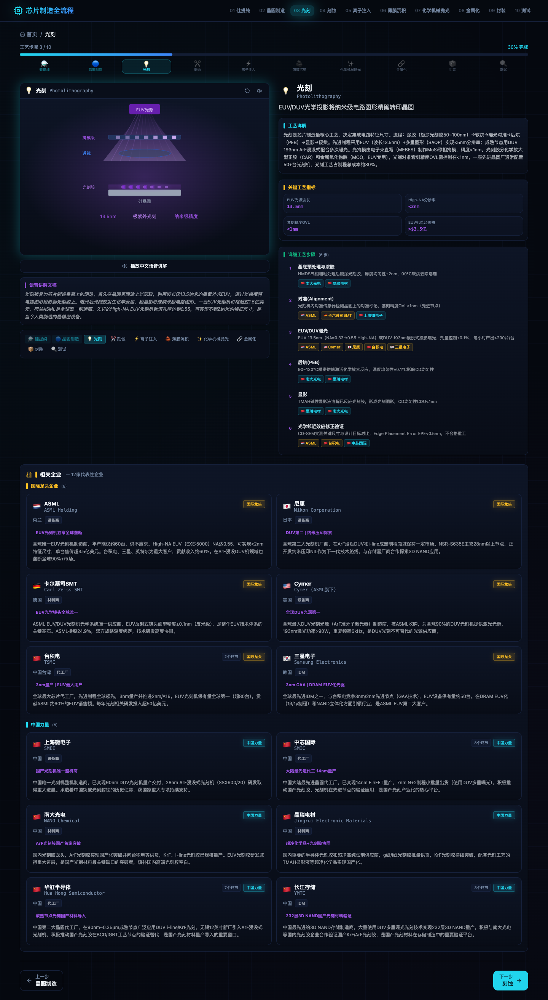 芯片制造全流程
01 硅提纯
02 晶圆制造
03 光刻
04 刻蚀
05 离子注入
06 薄膜沉积
07 化学机械抛光
08 金属化
09 封装
10 测试
首页 / 光刻
工艺步骤 3 / 10
30% 完成
硅提纯
晶圆制造
光刻
刻蚀
离子注入
薄膜沉积
化学机械抛光
金属化
封装
测试
光刻 Photolithography
EUV光源
掩模版
透镜
光刻胶
硅晶圆
13.5nm
极紫外光刻
纳米级精度
播放中文语音讲解
语音讲解文稿
光刻被誉为芯片制造皇冠上的明珠。首先在晶圆表面涂上光刻胶，利用波长仅13.5纳米的极紫外光EUV，通过光掩模将
电路图形投影到光刻胶上。曝光后光刻胶发生化学反应，经显影形成纳米级电路图形。一台EUV光刻机价格超过1.5亿美
元，荷兰ASML是全球唯一制造商。先进的High-NA EUV光刻机数值孔径达到0.55，可实现不到2纳米的特征尺寸，是
当今人类制造的最精密设备。
硅提纯
晶圆制造
光刻
刻蚀
离子注入
薄膜沉积
化学机械抛光
金属化
封装
测试
光刻
Photolithography
EUV/DUV光学投影将纳米级电路图形精确转印晶圆
工艺详解
光刻是芯片制造最核心工艺，决定集成电路特征尺寸。流程：涂胶（旋涂光刻胶50~100nm）→软烘→曝光对准→后烘
（PEB）→显影→硬烘。先进制程采用EUV（波长13.5nm）+多重图形（SAQP）实现<5nm分辨率；成熟节点用DUV
193nm ArF浸没式配合多次曝光。光掩模由电子束直写（MEBES）制作MoSi移相掩模，精度<1nm。光刻胶分化学放大
型正胶（CAR）和金属氧化物胶（MOO，EUV专用）。光刻对准套刻精度OVL需控制在<1nm。一座先进晶圆厂通常配置
50+台光刻机，光刻工艺占制程总成本约30%。
关键工艺指标
EUV光源波长
13.5nm
High-NA分辨率
<2nm
套刻精度OVL
<1nm
EUV机单台价格
>$3.5亿
详细工艺步骤 (6 步)
1 基底预处理与涂胶
HMDS气相增粘处理后旋涂光刻胶，厚度均匀性±2nm，90°C软烘去除溶剂
南大光电
晶瑞电材
2 对准(Alignment)
光刻机内对准传感器检测晶圆上的对准标记，套刻精度OVL<1nm（先进节点）
ASML
卡尔蔡司SMT
上海微电子
3 EUV/DUV曝光
EUV 13.5nm（NA=0.33→0.55 High-NA）或DUV 193nm浸没式投影曝光，剂量控制±0.1%，每小时产出>200片/台
ASML
Cymer
尼康
台积电
三星电子
4 后烘(PEB)
90~130°C精密烘烤激活化学放大反应，温度均匀性±0.1°C影响CD均匀性
南大光电
晶瑞电材
5 显影
TMAH碱性显影液溶解已反应光刻胶，形成光刻图形，CD均匀性CDU<1nm
晶瑞电材
南大光电
6 光学邻近效应修正验证
CD-SEM实测关键尺寸与设计目标对比，Edge Placement Error EPE<0.5nm，不合格重工
ASML
台积电
中芯国际
相关企业 — 12家代表性企业
国际龙头企业 (6)
ASML
国际龙头
ASML Holding
荷兰 设备商
EUV光刻机独家全球垄断
全球唯一EUV光刻机制造商，年产能仅约60台，供不应求。High-NA EUV（EXE:5000）NA达0.55，可实现<2nm
特征尺寸，单台售价超3.5亿美元。台积电、三星、英特尔为最大客户，贡献收入约60%。在ArF浸没DUV机领域也
垄断全球90%+市场。
尼康
国际龙头
Nikon Corporation
日本 设备商
DUV第二 | 纳米压印探索
全球第二大光刻机厂商，在ArF浸没DUV和i-line成熟制程领域保持一定市场。NSR-S635E主攻28nm以上节点，正
开发纳米压印NIL作为下一代技术路线，与存储器厂商合作探索3D NAND应用。
卡尔蔡司SMT
国际龙头
Carl Zeiss SMT
德国 材料商
EUV光学镜头全球唯一
ASML EUV/DUV光刻机光学系统唯一供应商，EUV反射式镜头面型精度±0.1nm（皮米级），是整个EUV技术体系的
关键基石。ASML持股24.9%，双方战略深度绑定，技术研发高度协同。
Cymer
国际龙头
Cymer (ASML旗下)
美国 设备商
全球DUV光源第一
全球最大DUV光刻光源（ArF准分子激光器）制造商，被ASML收购，为全球90%的DUV光刻机提供激光光源，
193nm激光功率>90W，重复频率6kHz，是DUV光刻不可替代的光源供应商。
台积电
2个环节 国际龙头
TSMC
中国台湾 代工厂
3nm量产 | EUV最大用户
全球最大芯片代工厂，先进制程全球领先，3nm量产并推进2nm/A16。EUV光刻机保有量全球第一（超80台），贡
献ASML约60%的EUV销售额。每年光刻相关研发投入超50亿美元。
三星电子
国际龙头
Samsung Electronics
韩国 IDM
3nm GAA | DRAM EUV化先驱
全球最先进IDM之一，与台积电竞争3nm/2nm先进节点（GAA技术），EUV设备保有量约50台。在DRAM EUV化
（1β/1γ制程）和NAND立体化方面引领行业，是ASML EUV第二大客户。
中国力量 (6)
上海微电子
中国力量
SMEE
中国 设备商
国产光刻机唯一整机商
中国唯一光刻机整机制造商，已实现90nm DUV光刻机量产交付，28nm ArF浸没式光刻机（SSX600/20）研发取
得重大进展。承载着中国突破光刻封锁的历史使命，获国家重大专项持续支持。
中芯国际
8个环节 中国力量
SMIC
中国 代工厂
大陆最先进代工 14nm量产
中国大陆最先进晶圆代工厂，已实现14nm FinFET量产，7nm N+2制程小批量出货（使用DUV多重曝光），积极推
动国产光刻胶、光刻机在先进节点的验证应用，是国产光刻产业化的核心平台。
南大光电
中国力量
NANO Chemical
中国 材料商
ArF光刻胶国产首家突破
国内光刻胶龙头，ArF光刻胶实现国产化突破并向台积电等供货，KrF、i-line光刻胶已规模量产。EUV光刻胶研发取
得重大进展，是国产光刻材料最关键缺口的突破者，填补国内高端光刻胶空白。
晶瑞电材
中国力量
Jingrui Electronic Materials
中国 材料商
超净化学品+光刻胶协同
国内重要的半导体光刻胶和超净高纯试剂供应商，g线/i线光刻胶批量供货，KrF光刻胶持续突破，配套光刻工艺的
TMAH显影液等超净化学品实现国产化。
华虹半导体
7个环节 中国力量
Hua Hong Semiconductor
中国 代工厂
成熟节点光刻国产材料导入
中国第二大晶圆代工厂，在90nm~0.35μm成熟节点广泛应用DUV i-line/KrF光刻，无锡12英寸新厂引入ArF浸没式
光刻机，积极推动国产光刻胶在BCD/IGBT工艺节点的验证替代，是国产光刻材料量产导入的重要窗口。
长江存储
3个环节 中国力量
YMTC
中国 IDM
232层3D NAND国产光刻材料验证
中国最先进的3D NAND存储制造商，大量使用DUV多重曝光光刻技术实现232层3D NAND量产，积极与南大光电
等国内光刻胶企业合作验证国产KrF/ArF光刻胶，是国产光刻材料在存储制造中的重要验证平台。
上一步
晶圆制造
下一步
刻蚀